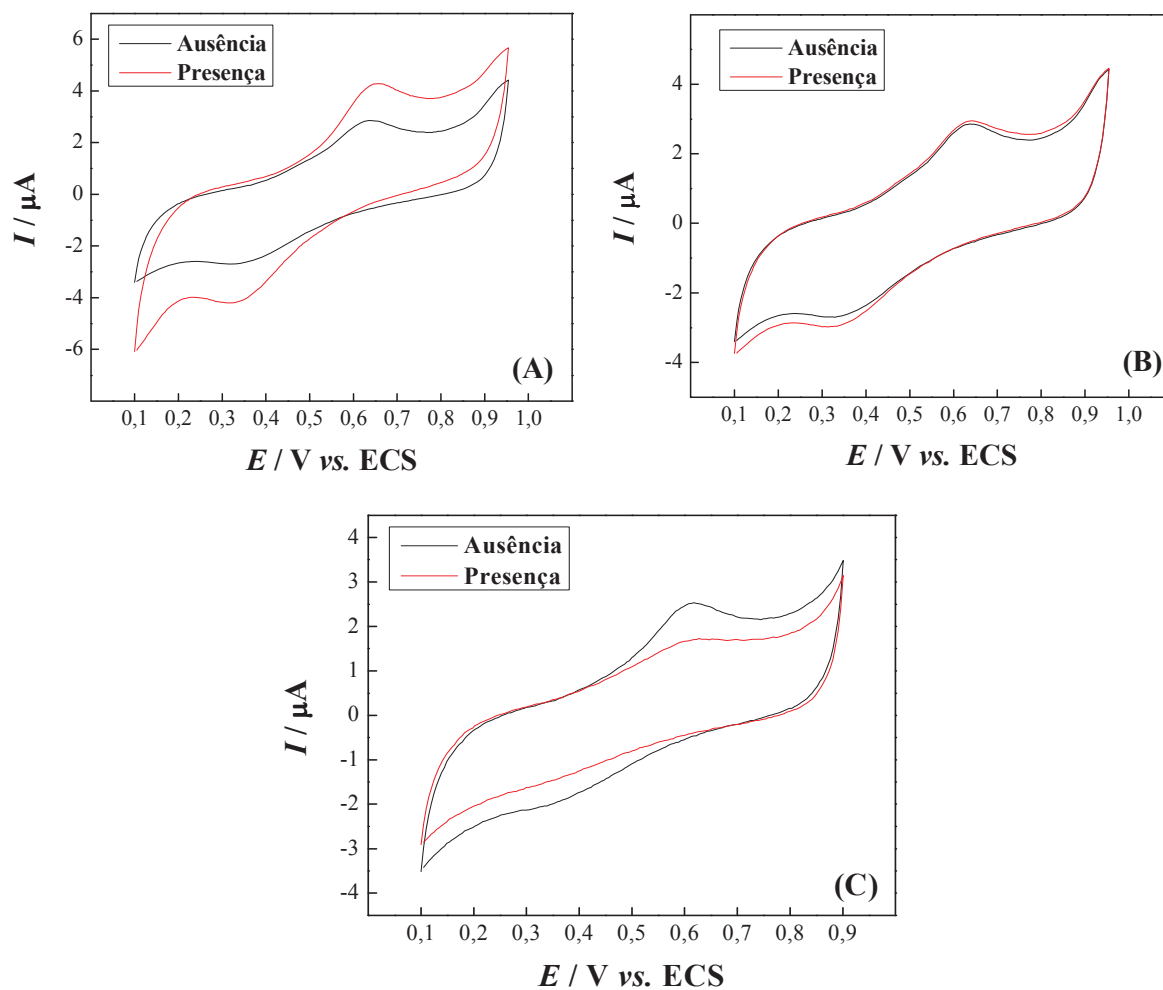 6
4
2
0
-2
-4
-6
I / µA
Ausência
Presença
(A)
0,1 0,2 0,3 0,4 0,5 0,6 0,7 0,8 0,9 1,0
E / V vs. ECS
4
2
0
-2
-4
I / µA
Ausência
Presença
(B)
0,1 0,2 0,3 0,4 0,5 0,6 0,7 0,8 0,9 1,0
E / V vs. ECS
4
3
2
1
0
-1
-2
-3
-4
I / µA
Ausência
Presença
(C)
0,1 0,2 0,3 0,4 0,5 0,6 0,7 0,8 0,9
E / V vs. ECS